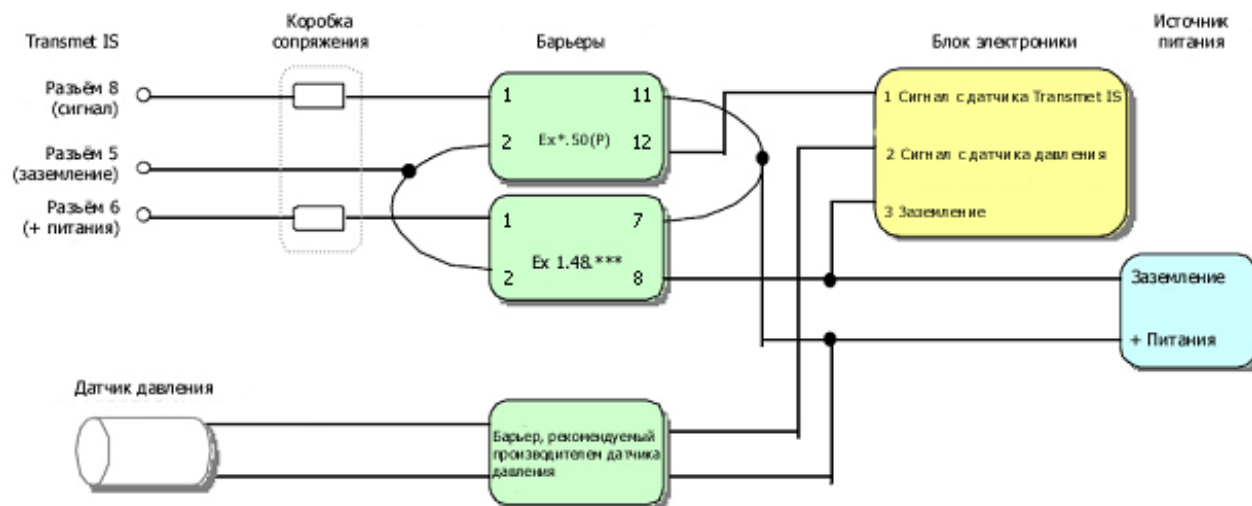 Transmet IS
Коробка
сопряжения
Барьеры
Блок электроники
Источник
питания
Разъём 8
(сигнал)
Разъём 5
(заземление)
Разъём 6
(+ питания)
1
11
2
Ex*.50(P)
12
1
7
2
Ex 1.48.***
8
1 Сигнал с датчика Transmet IS
2 Сигнал с датчика давления
3 Заземление
Заземление
+ Питания
Датчик давления
Барьер, рекомендуемый
производителем датчика
давления